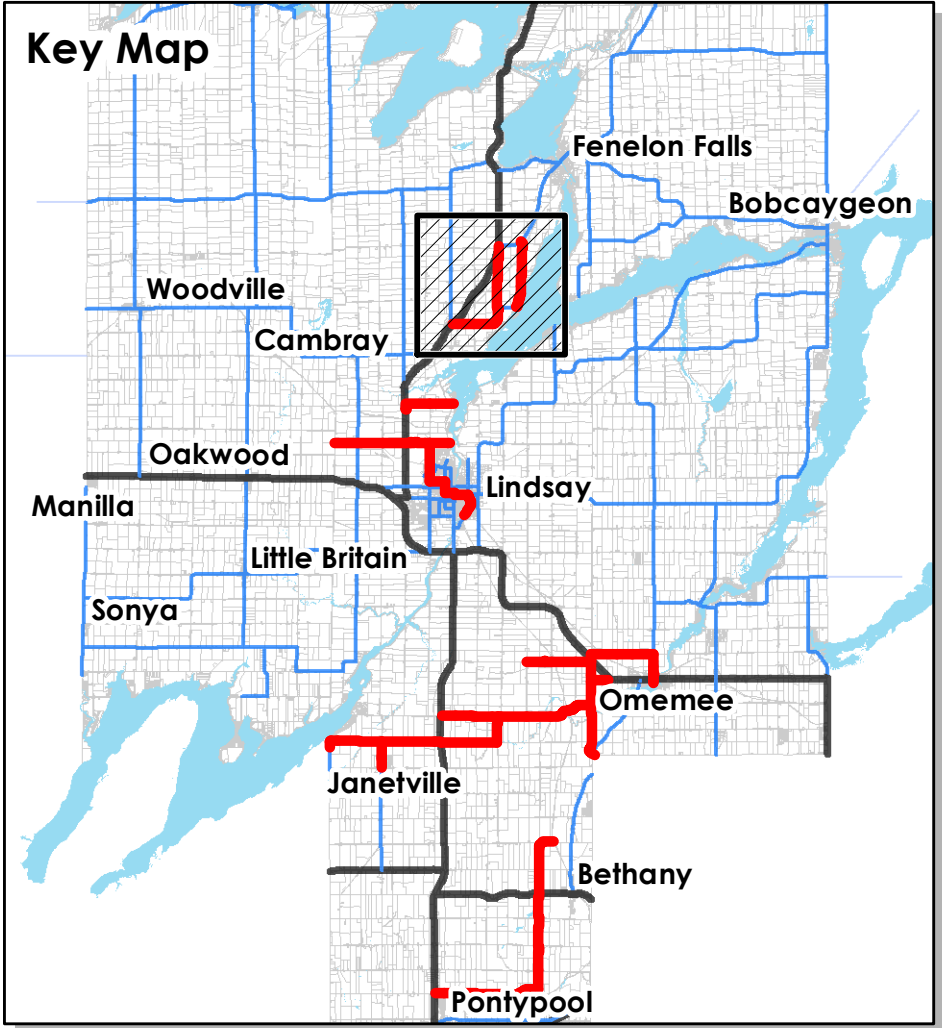 Key Map
Fenelon Falls
Bobcaygeon
Woodville
Cambray
Oakwood
Lindsay
Manilla
Little Britain
Sonya
Omemee
Janetville
Bethany
Pontypool